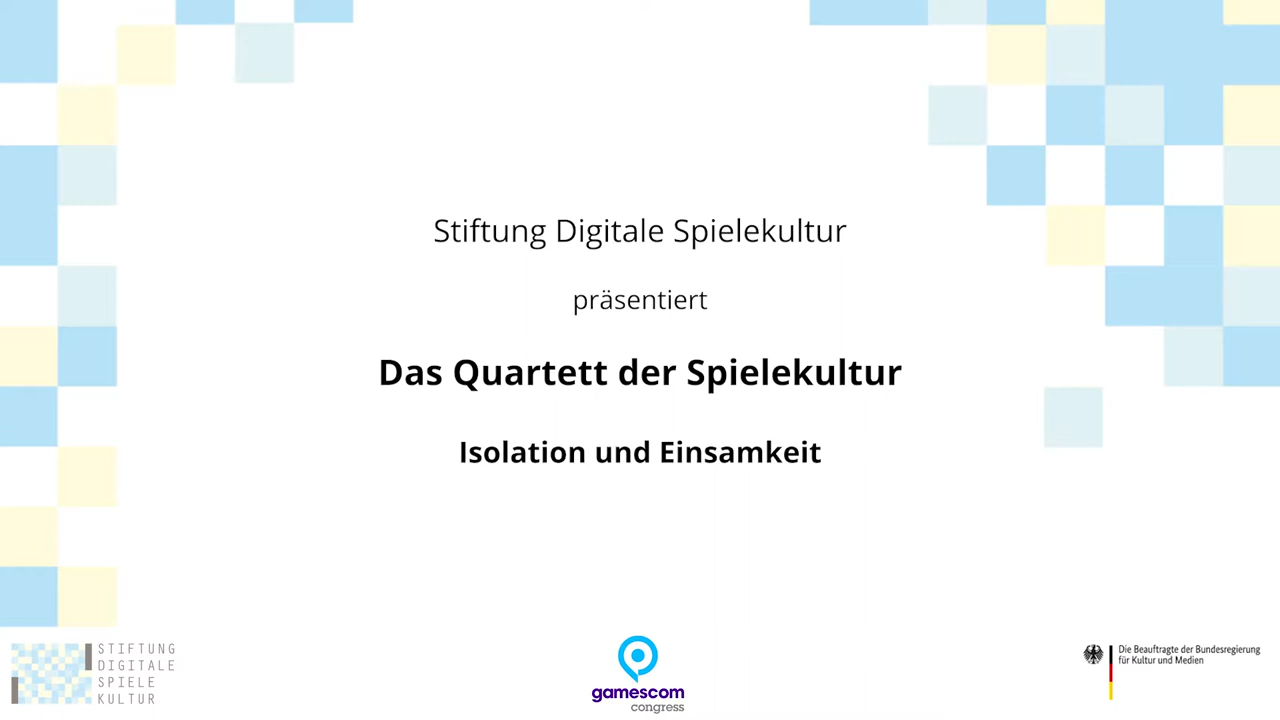 Stiftung Digitale Spielekultur
präsentiert
Das Quartett der Spielekultur
Isolation und Einsamkeit
STIFTUNG
DIGITALE
SPIELE
KULTUR
gamescom
congress
Die Beauftragte der Bundesregierung
für Kultur und Medien